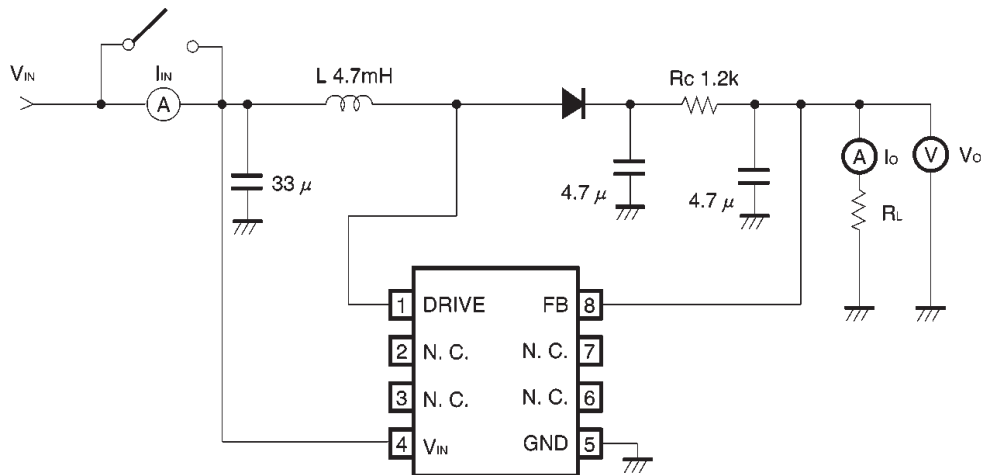 VIN
IIN
A
L 4.7mH
Rc 1.2k
33 μ
4.7 μ
4.7 μ
A
IO
V
VO
RL
1 DRIVE FB 8
2 N. C. N. C. 7
3 N. C. N. C. 6
4 VIN GND 5